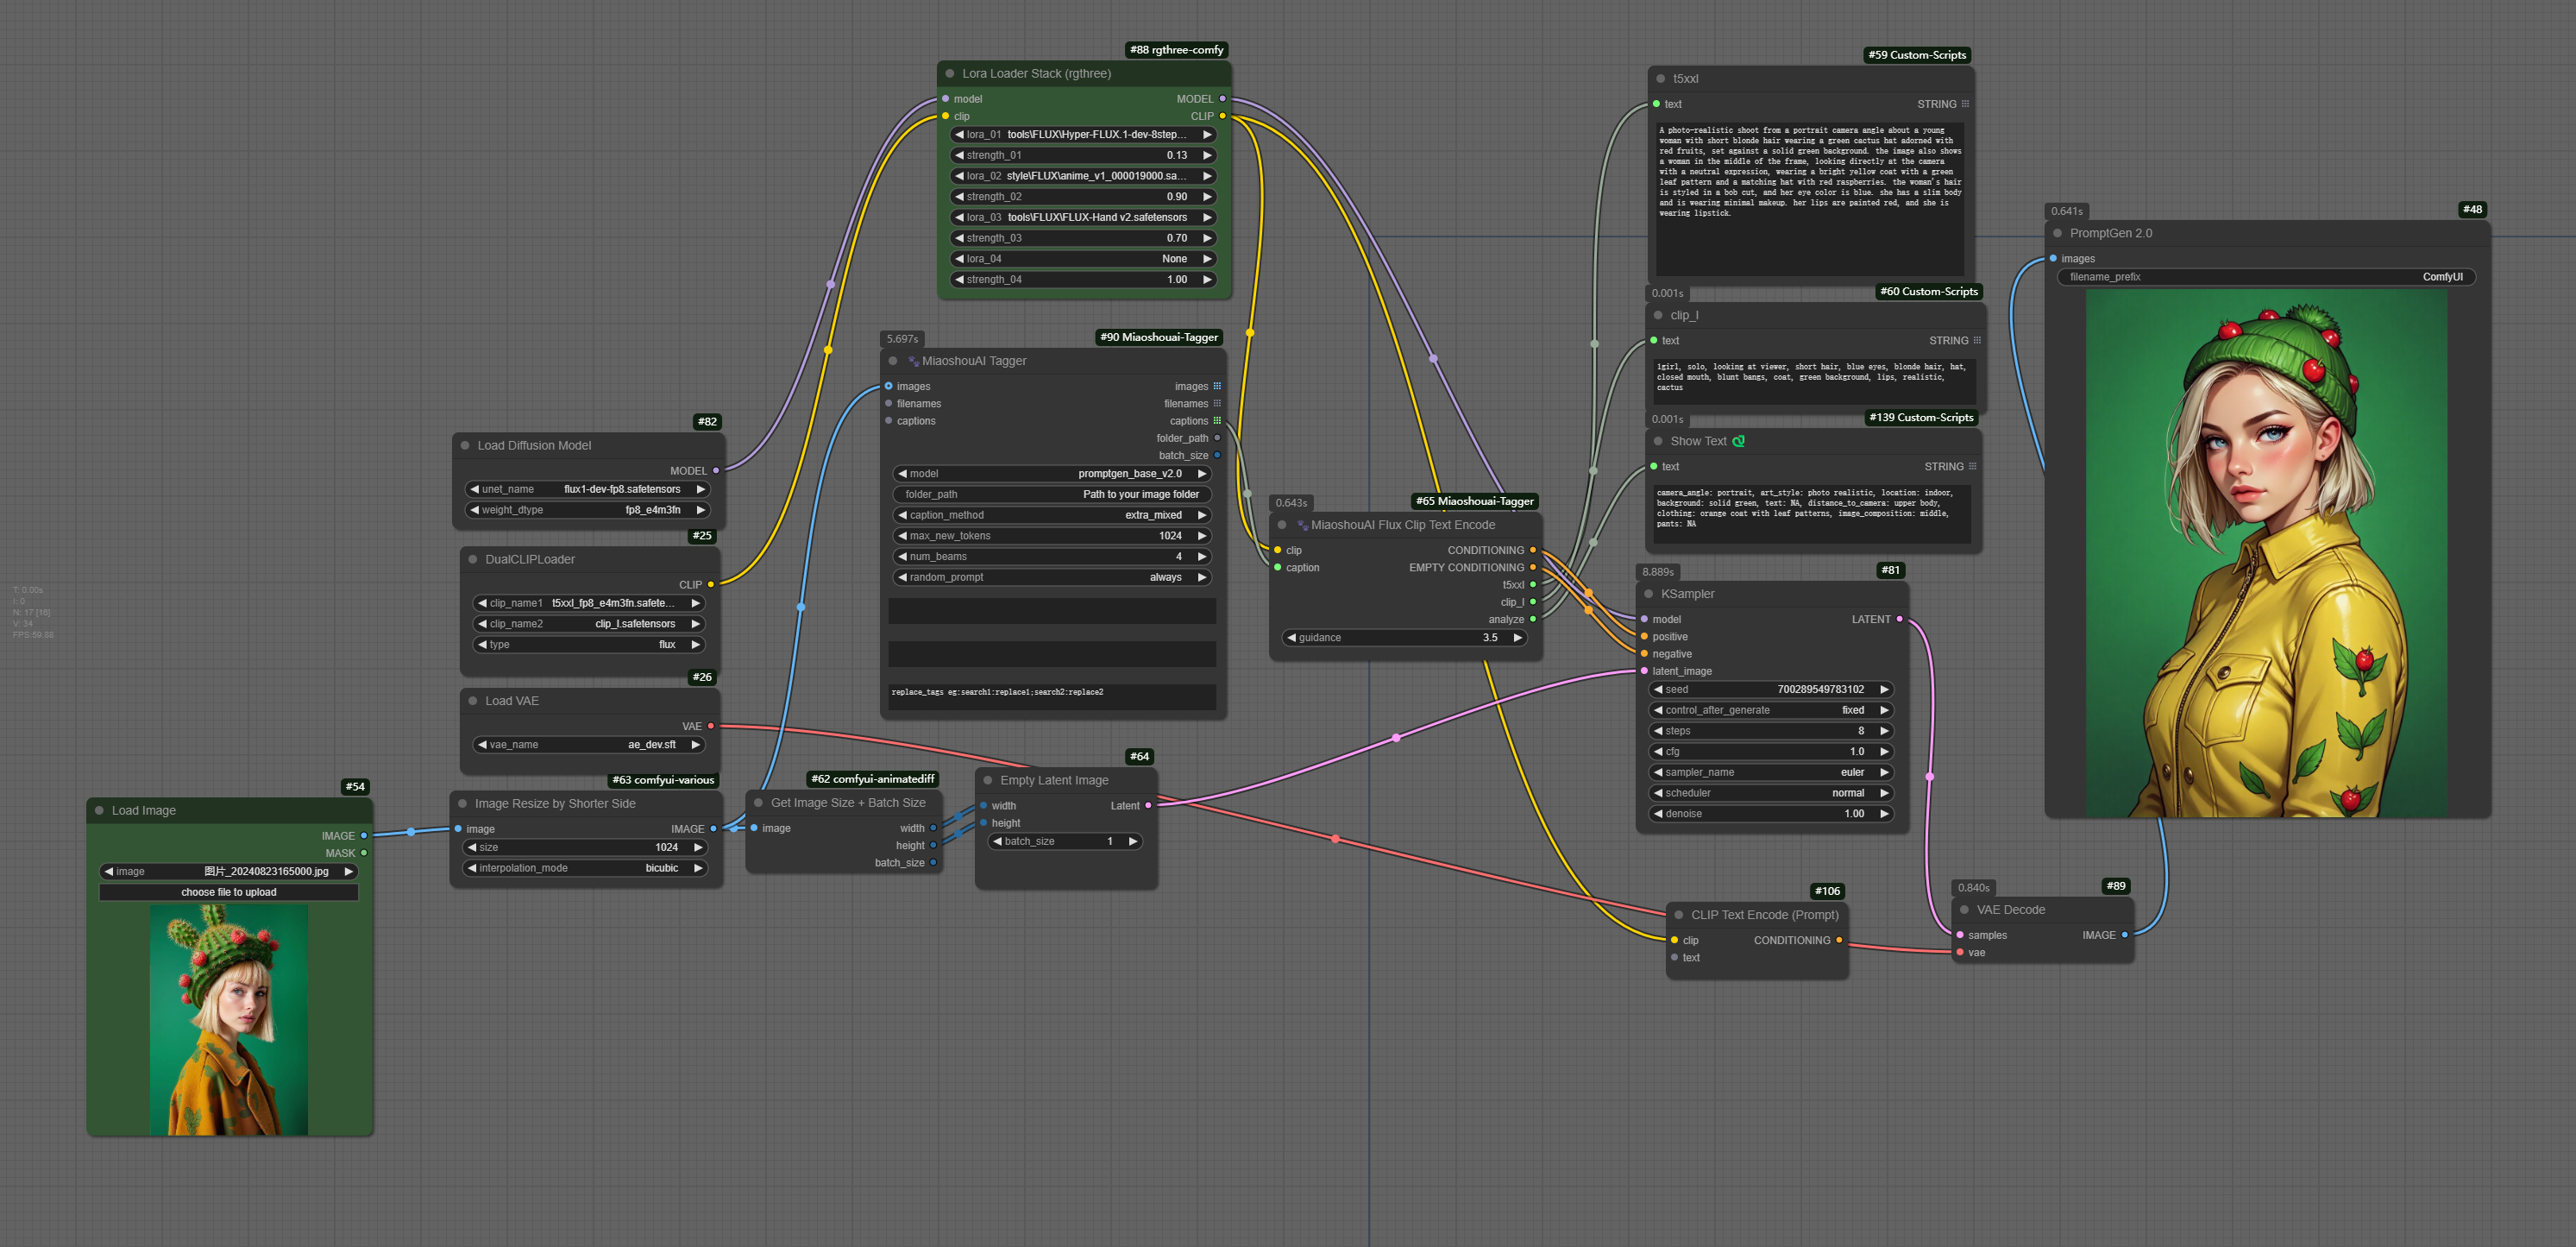 #88 rgthree-comfy
Lora Loader Stack (rgthree)
model MODEL
clip CLIP
lora_01 tools\FLUX\Hyper-FLUX.1-dev-8step...
strength_01 0.13
lora_02 style\FLUX\anime_v1_000019000.sa...
strength_02 0.90
lora_03 tools\FLUX\FLUX-Hand v2.safetensors
strength_03 0.70
lora_04 None
strength_04 1.00
#59 Custom-Scripts
t5xxl
text STRING
A photo-realistic shoot from a portrait camera angle about a young
woman with short blonde hair wearing a green cactus hat adorned with
red fruits, set against a solid green background. the image also shows
a woman in the middle of the frame, looking directly at the camera
with a neutral expression, wearing a bright yellow coat with a green
leaf pattern and a matching hat with red raspberries. the woman's hair
is styled in a bob cut, and her eye color is blue. she has a slim body
and is wearing minimal makeup. her lips are painted red, and she is
wearing lipstick.
0.001s
#60 Custom-Scripts
clip_l
text STRING
1girl, solo, looking at viewer, short hair, blue eyes, blonde hair, hat,
closed mouth, blunt bangs, coat, green background, lips, realistic,
cactus
0.001s
#139 Custom-Scripts
Show Text
text STRING
camera_angle: portrait, art_style: photo realistic, location: indoor,
background: solid green, text: NA, distance_to_camera: upper body,
clothing: orange coat with leaf patterns, image_composition: middle,
pants: NA
0.641s
#48
PromptGen 2.0
images
filename_prefix ComfyUI
5.697s
#90 Miaoshouai-Tagger
MiaoshouAI Tagger
images images
filenames filenames
captions captions
folder_path
batch_size
model promptgen_base_v2.0
folder_path Path to your image folder
caption_method extra_mixed
max_new_tokens 1024
num_beams 4
random_prompt always
replace_tags eg:search1:replace1;search2:replace2
#82
Load Diffusion Model
MODEL
unet_name flux1-dev-fp8.safetensors
weight_dtype fp8_e4m3fn
#25
DualCLIPLoader
CLIP
clip_name1 t5xxl_fp8_e4m3fn.safete...
clip_name2 clip_l.safetensors
type flux
#26
Load VAE
VAE
vae_name ae_dev.sft
T: 0.00s
I: 0
N: 17 [16]
V: 34
FPS:59.88
0.643s
#65 Miaoshouai-Tagger
MiaoshouAI Flux Clip Text Encode
clip CONDITIONING
caption EMPTY CONDITIONING
t5xxl
clip_l
analyze
guidance 3.5
8.889s
#81
KSampler
model LATENT
positive
negative
latent_image
seed 700289549783102
control_after_generate fixed
steps 8
cfg 1.0
sampler_name euler
scheduler normal
denoise 1.00
#54
Load Image
IMAGE
MASK
image 图片_20240823165000.jpg
choose file to upload
#63 comfyui-various
Image Resize by Shorter Side
image IMAGE
size 1024
interpolation_mode bicubic
#62 comfyui-animatediff
Get Image Size + Batch Size
image width
height
batch_size
#64
Empty Latent Image
width Latent
height
batch_size 1
#106
CLIP Text Encode (Prompt)
clip CONDITIONING
text
0.840s
#89
VAE Decode
samples IMAGE
vae